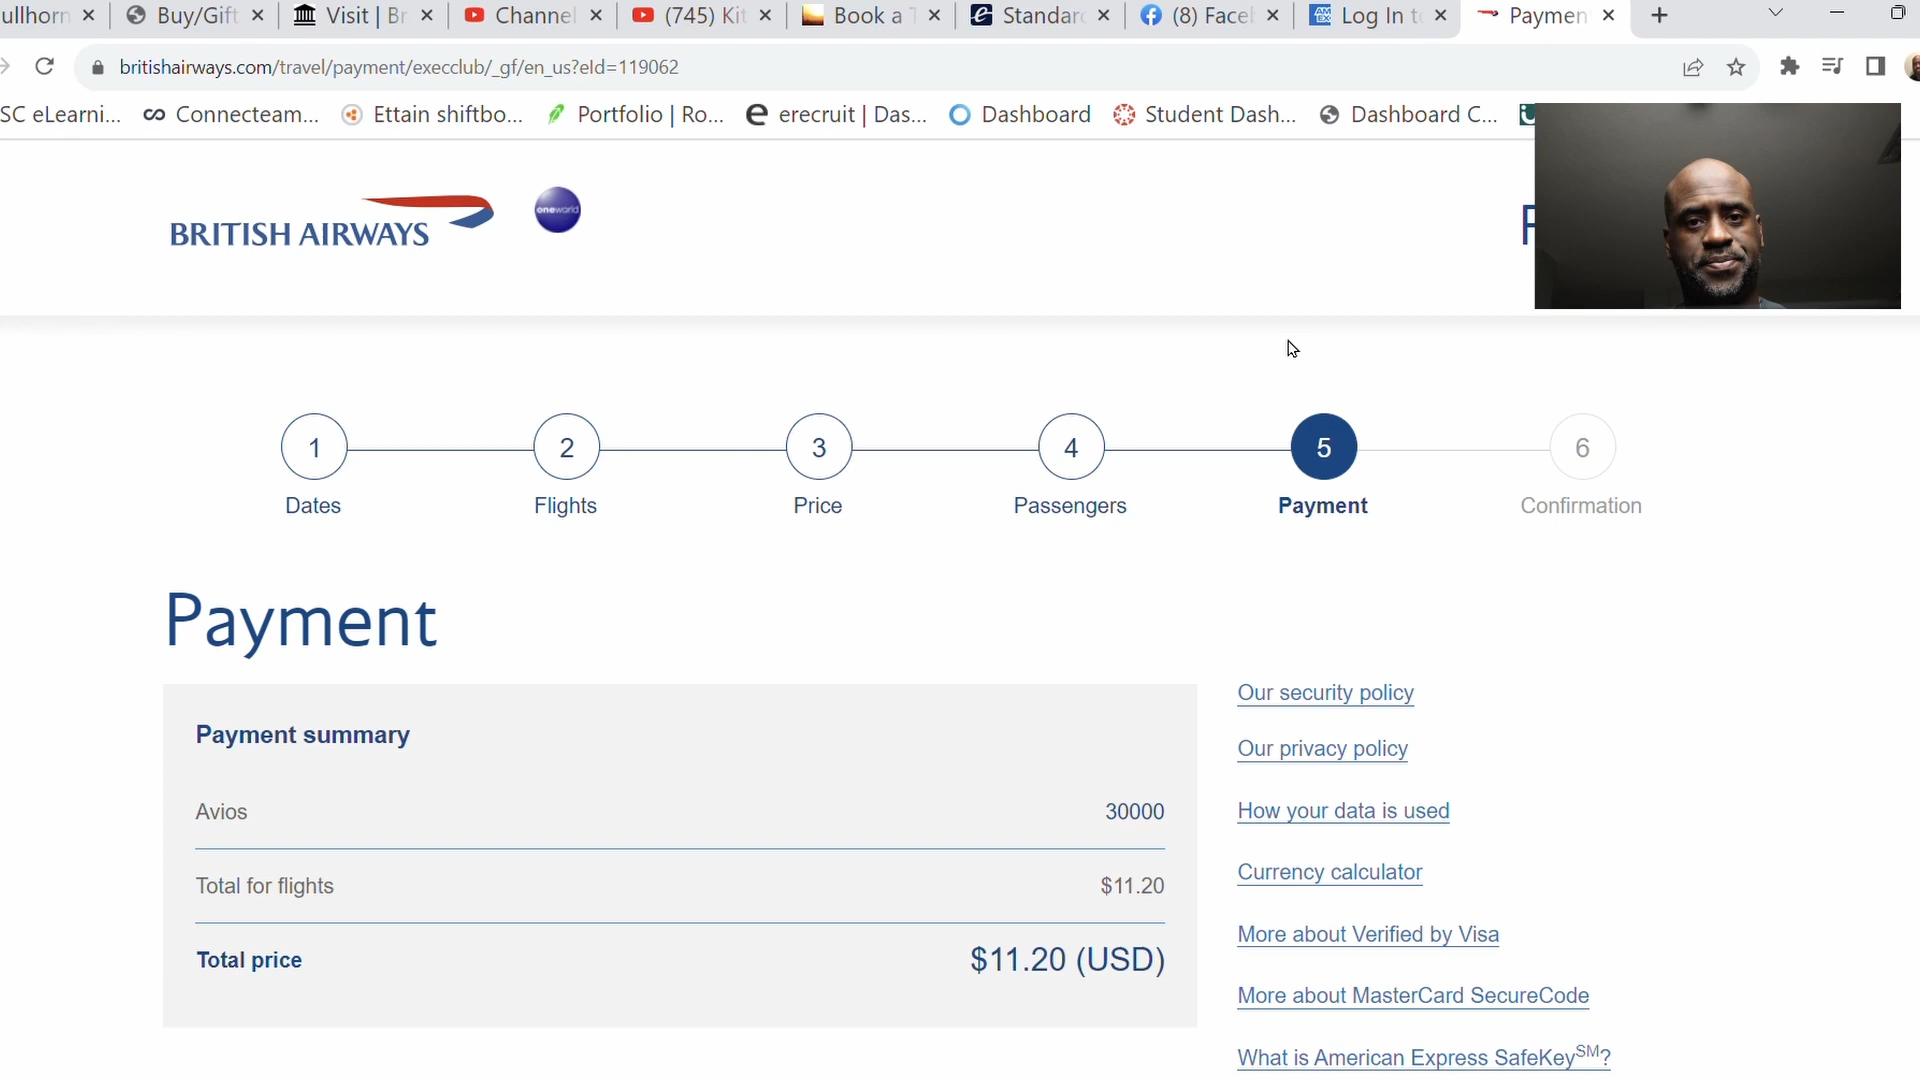 ullhorn
Buy/Gift
Visit | Br
Channel
(745) Kit
Book a T
Standard
(8) Faceb
Log In to
Payment
britishairways.com/travel/payment/execclub/_gf/en_us?eId=119062
SC eLearni...
Connecteam...
Ettain shiftbo...
Portfolio | Ro...
erecruit | Das...
Dashboard
Student Dash...
Dashboard C...
BRITISH AIRWAYS
oneworld
1
2
3
4
5
6
Dates
Flights
Price
Passengers
Payment
Confirmation
Payment
Payment summary
Avios 30000
Total for flights $11.20
Total price $11.20 (USD)
Our security policy
Our privacy policy
How your data is used
Currency calculator
More about Verified by Visa
More about MasterCard SecureCode
What is American Express SafeKeySM?